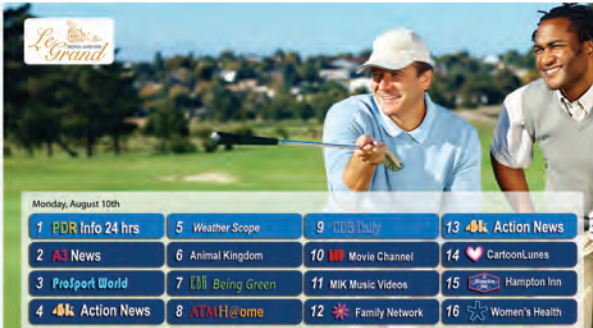 Le Grand
Monday, August 10th
1 PDR Info 24 hrs
2 A3 News
3 ProSport World
4 4k Action News
5 Weather Scope
6 Animal Kingdom
7 Being Green
8 ATMH@ome
9 CDB Daily
10 Movie Channel
11 MIK Music Videos
12 Family Network
13 4k Action News
14 CartoonLunes
15 Hampton Inn
16 Women's Health